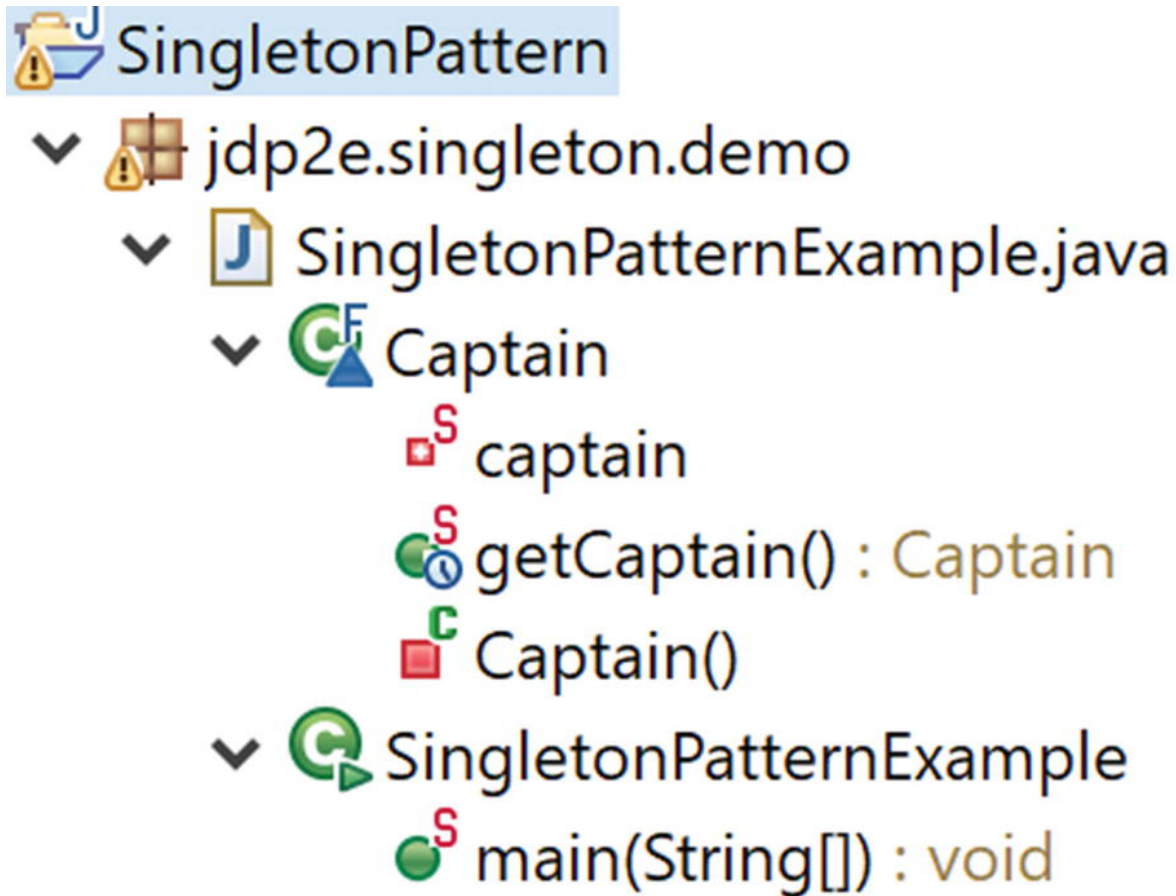 SingletonPattern
jdp2e.singleton.demo
SingletonPatternExample.java
Captain
captain
getCaptain() : Captain
Captain()
SingletonPatternExample
main(String[]) : void